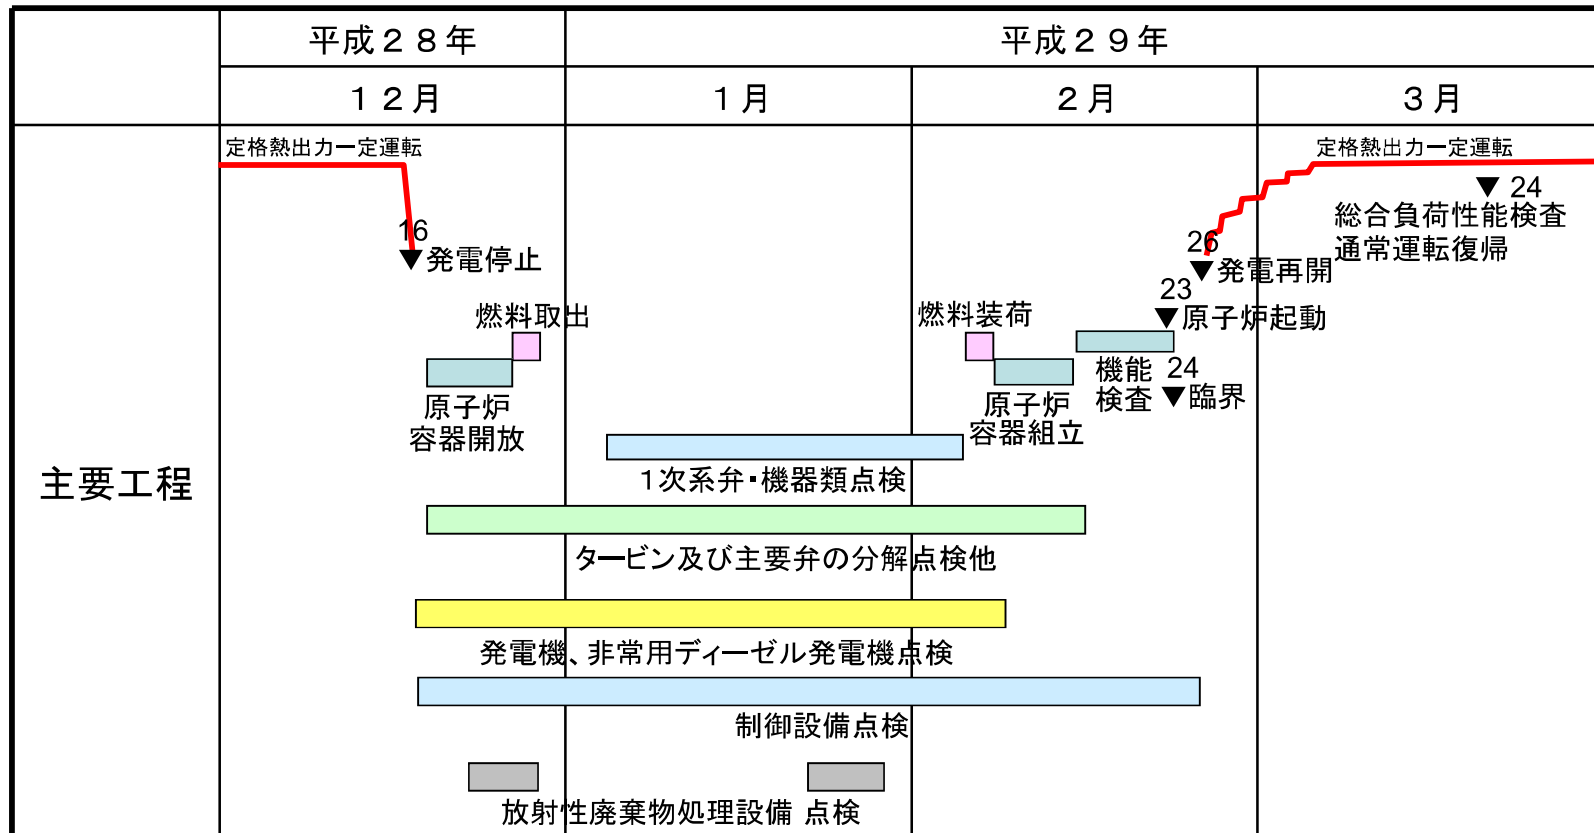 平成２８年
平成２９年
１２月
１月
２月
３月
主要工程
定格熱出力一定運転
定格熱出力一定運転
16
▼発電停止
▼ 24
総合負荷性能検査
通常運転復帰
26
▼発電再開
23
▼原子炉起動
燃料取出
燃料装荷
原子炉
容器開放
原子炉
容器組立
機能
検査
24
▼臨界
１次系弁・機器類点検
タービン及び主要弁の分解点検他
発電機、非常用ディーゼル発電機点検
制御設備点検
放射性廃棄物処理設備 点検